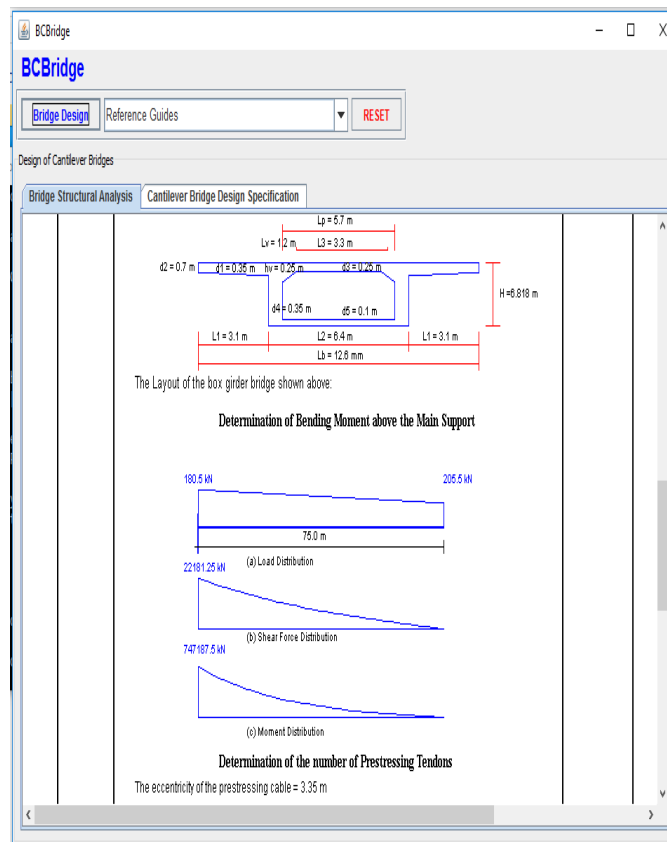 BCBridge
BCBridge
Bridge Design Reference Guides RESET
Design of Cantilever Bridges
Bridge Structural Analysis Cantilever Bridge Design Specification
Lp = 5.7 m
Lv = 1.2 m L3 = 3.3 m
d2 = 0.7 m d1 = 0.35 m hv = 0.25 m d3 = 0.25 m
H =6.818 m
d4 = 0.35 m d5 = 0.1 m
L1 = 3.1 m L2 = 6.4 m L1 = 3.1 m
Lb = 12.6 mm
The Layout of the box girder bridge shown above:
Determination of Bending Moment above the Main Support
180.5 kN 205.5 kN
75.0 m
(a) Load Distribution
22181.25 kN
(b) Shear Force Distribution
747187.5 kN
(c) Moment Distribution
Determination of the number of Prestressing Tendons
The eccentricity of the prestressing cable = 3.35 m